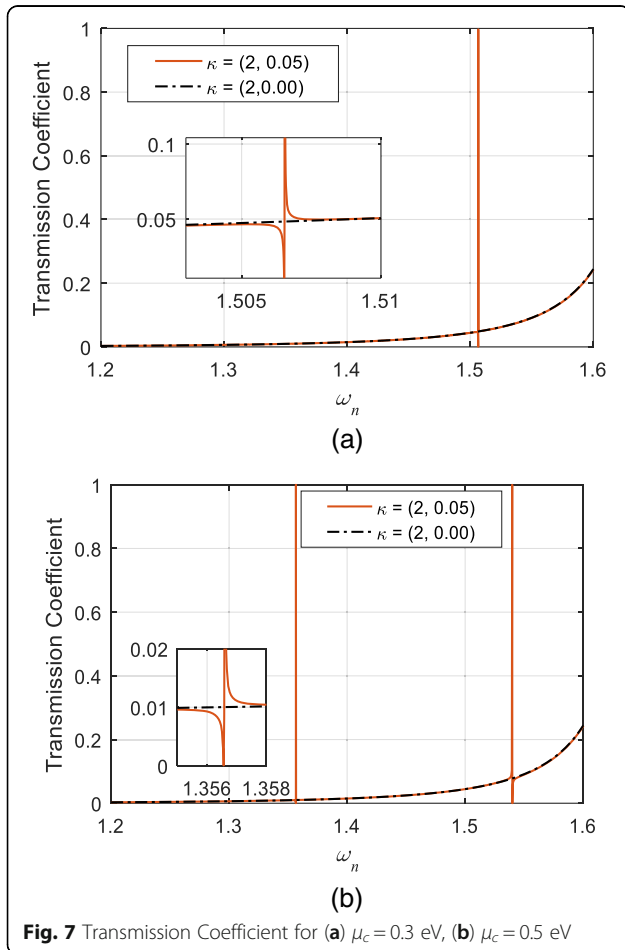 1
0.8
0.6
0.4
0.2
0
Transmission Coefficient
κ = (2, 0.05)
κ = (2,0.00)
0.1
0.05
1.505 1.51
1.2 1.3 1.4 1.5 1.6
ω_n
(a)
1
0.8
0.6
0.4
0.2
0
Transmission Coefficient
κ = (2, 0.05)
κ = (2, 0.00)
0.02
0.01
0
1.356 1.358
1.2 1.3 1.4 1.5 1.6
ω_n
(b)
Fig. 7 Transmission Coefficient for (a) μ_c = 0.3 eV, (b) μ_c = 0.5 eV